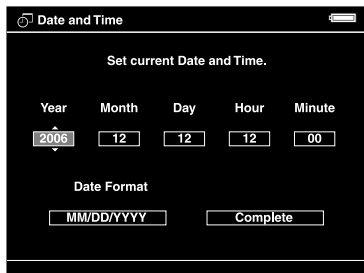 Date and Time
Set current Date and Time.
Year Month Day Hour Minute
2006 12 12 12 00
Date Format
MM/DD/YYYY Complete